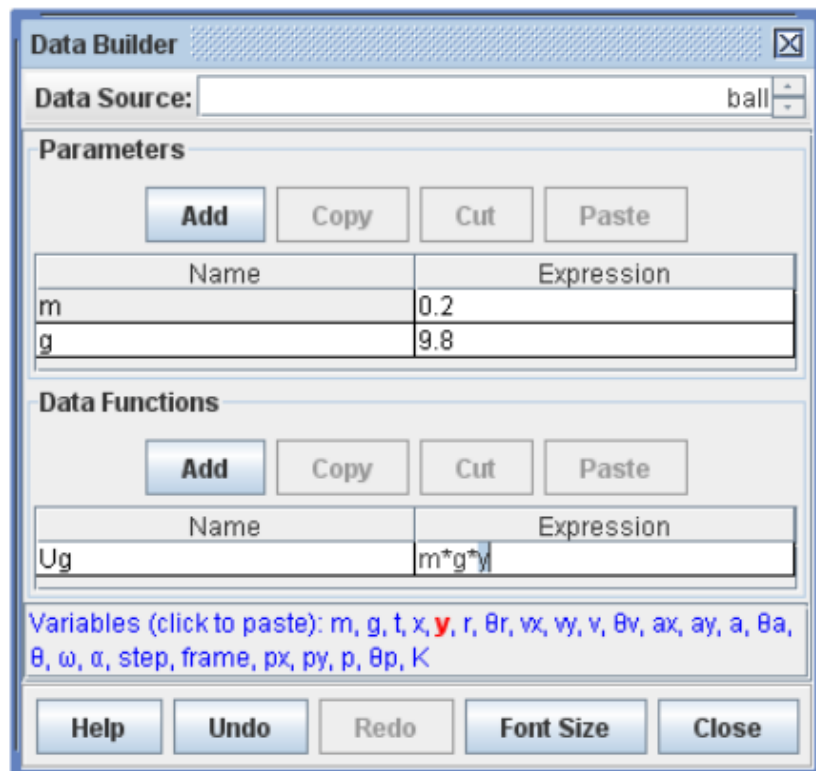 Data Builder
Data Source: ball
Parameters
Add Copy Cut Paste
Name Expression
m 0.2
g 9.8
Data Functions
Add Copy Cut Paste
Name Expression
Ug m*g*y
Variables (click to paste): m, g, t, x, y, r, θr, vx, vy, v, θv, ax, ay, a, θa,
θ, ω, α, step, frame, px, py, p, θp, K
Help Undo Redo Font Size Close